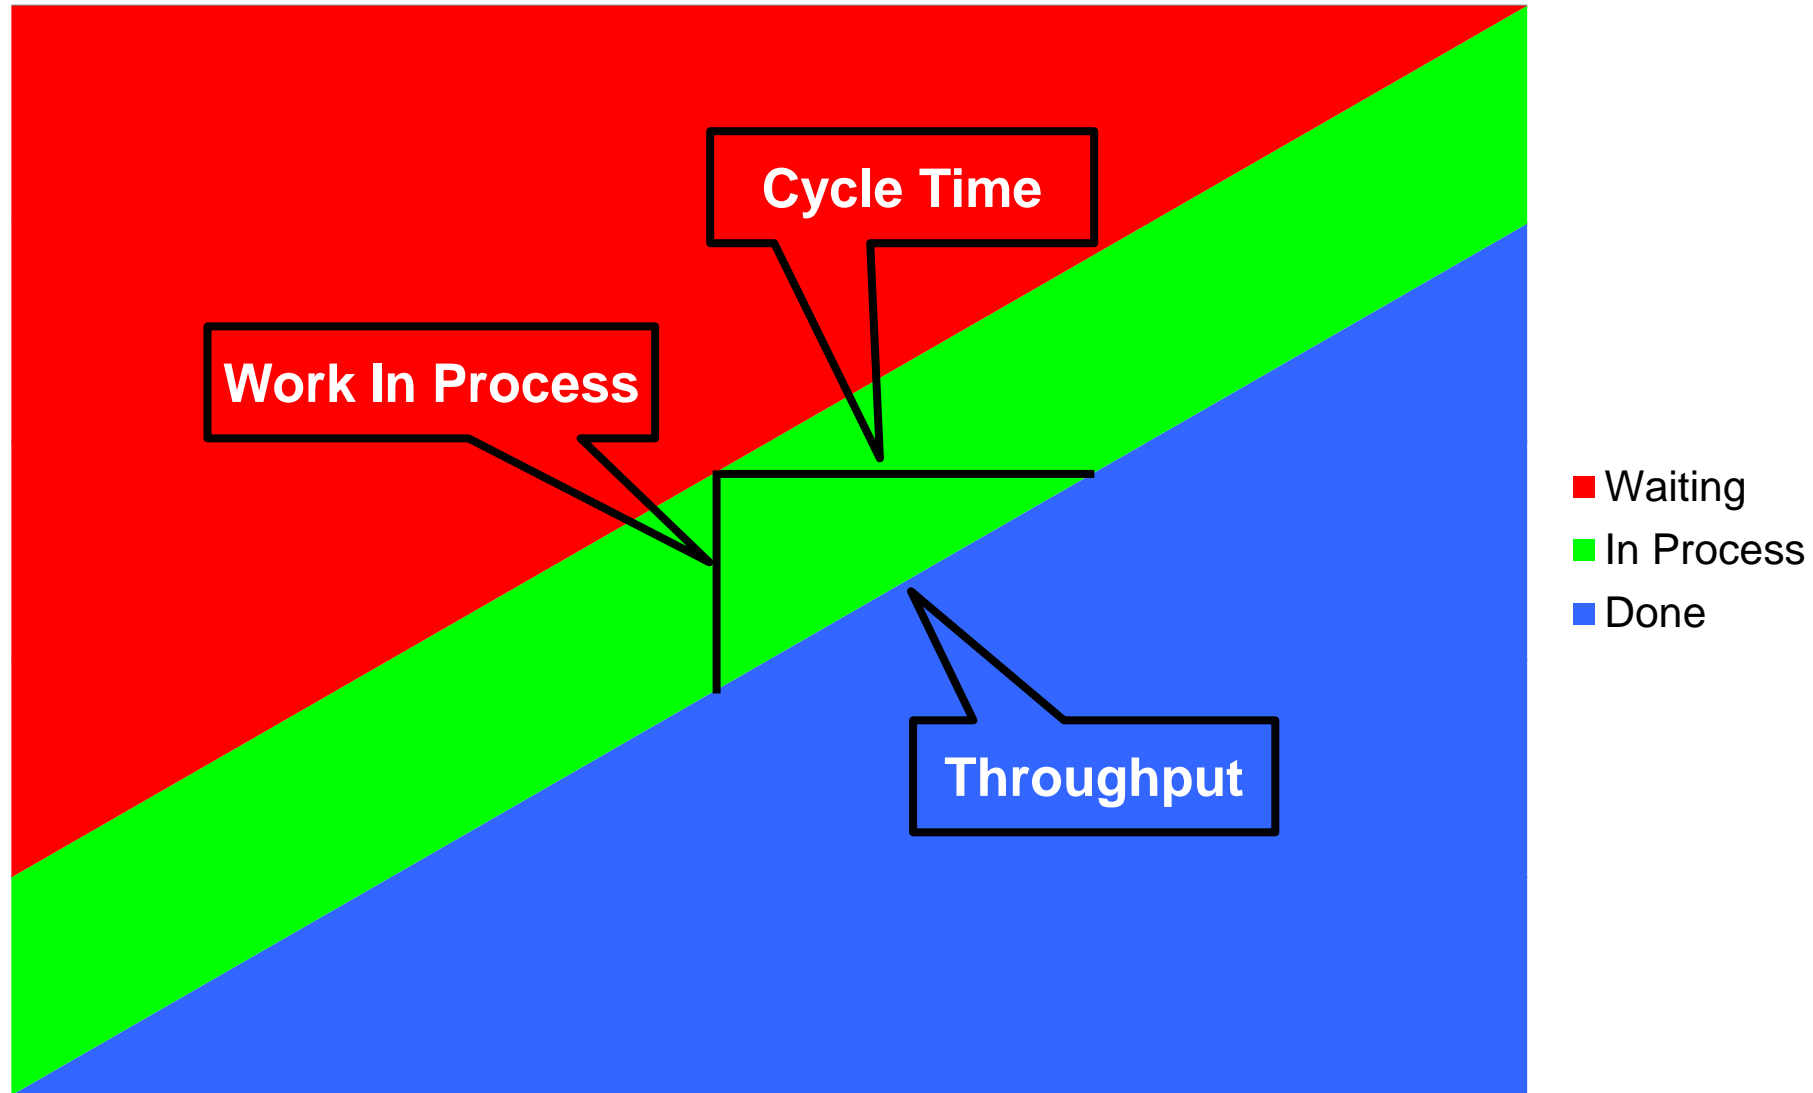 Cycle Time
Work In Process
Throughput
Waiting
In Process
Done